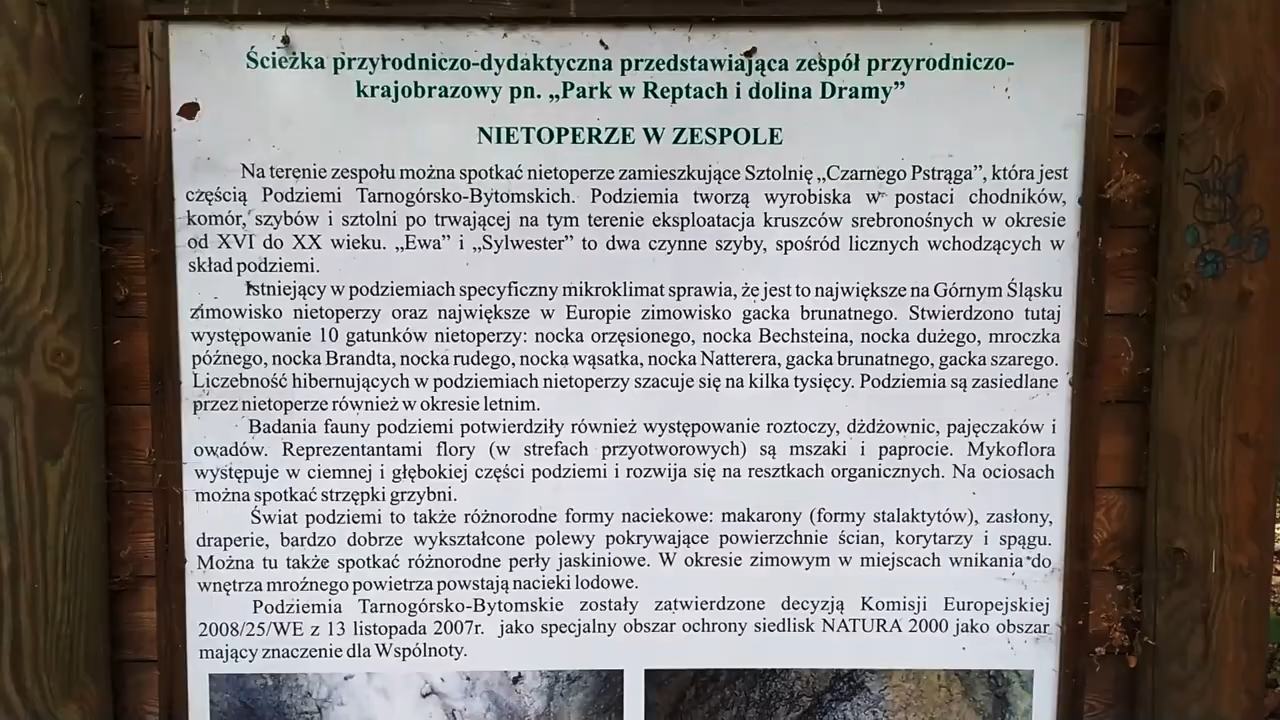 Ścieżka przyrodniczo-dydaktyczna przedstawiająca zespół przyrodniczo-
krajobrazowy pn. „Park w Reptach i dolina Dramy”
NIETOPERZE W ZESPOLE
Na terenie zespołu można spotkać nietoperze zamieszkujące Sztolnię „Czarnego Pstrąga”, która jest
częścią Podziemi Tarnogórsko-Bytomskich. Podziemia tworzą wyrobiska w postaci chodników,
komór, szybów i sztolni po trwającej na tym terenie eksploatacja kruszców srebronośnych w okresie
od XVI do XX wieku. „Ewa” i „Sylwester” to dwa czynne szyby, spośród licznych wchodzących w
skład podziemi.
Istniejący w podziemiach specyficzny mikroklimat sprawia, że jest to największe na Górnym Śląsku
zimowisko nietoperzy oraz największe w Europie zimowisko gacka brunatnego. Stwierdzono tutaj
występowanie 10 gatunków nietoperzy: nocka orzęsionego, nocka Bechsteina, nocka dużego, mroczka
późnego, nocka Brandta, nocka rudego, nocka wąsatka, nocka Natterera, gacka brunatnego, gacka szarego.
Liczebność hibernujących w podziemiach nietoperzy szacuje się na kilka tysięcy. Podziemia są zasiedlane
przez nietoperze również w okresie letnim.
Badania fauny podziemi potwierdziły również występowanie roztoczy, dżdżownic, pajęczaków i
owadów. Reprezentantami flory (w strefach przyotworowych) są mszaki i paprocie. Mykoflora
występuje w ciemnej i głębokiej części podziemi i rozwija się na resztkach organicznych. Na ociosach
można spotkać strzępki grzybni.
Świat podziemi to także różnorodne formy naciekowe: makarony (formy stalaktytów), zasłony,
draperie, bardzo dobrze wykształcone polewy pokrywające powierzchnie ścian, korytarzy i spągu.
Można tu także spotkać różnorodne perły jaskiniowe. W okresie zimowym w miejscach wnikania do
wnętrza mroźnego powietrza powstają nacieki lodowe.
Podziemia Tarnogórsko-Bytomskie zostały zatwierdzone decyzją Komisji Europejskiej
2008/25/WE z 13 listopada 2007r. jako specjalny obszar ochrony siedlisk NATURA 2000 jako obszar
mający znaczenie dla Wspólnoty.